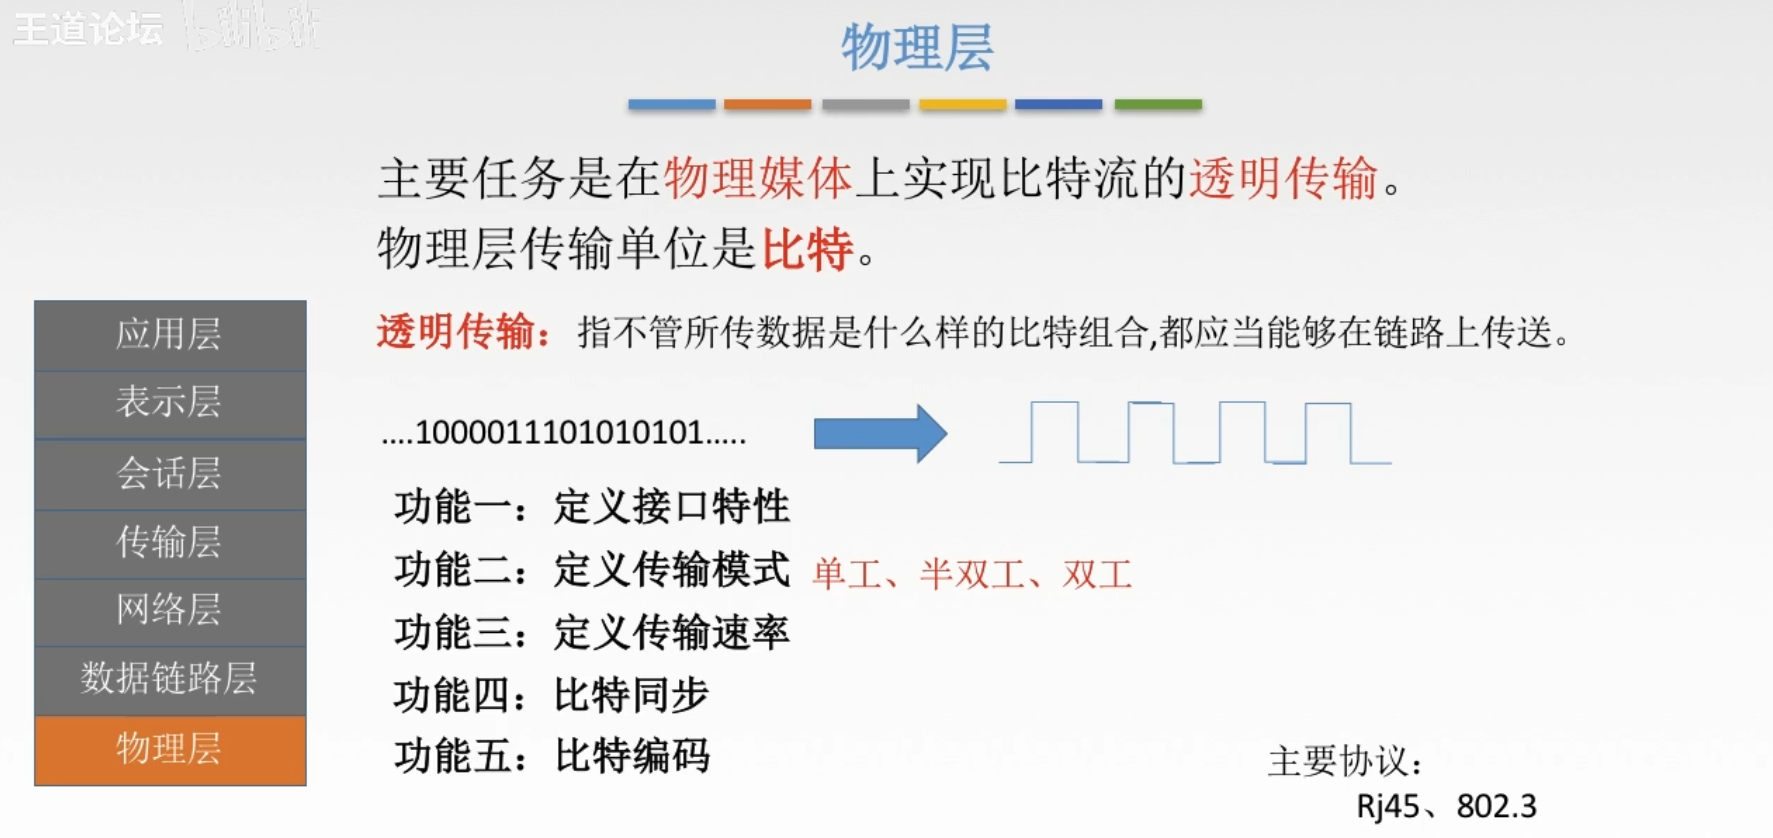 王道论坛 bilibili
物理层
主要任务是在物理媒体上实现比特流的透明传输。
物理层传输单位是比特。
透明传输：指不管所传数据是什么样的比特组合,都应当能够在链路上传送。
....1000011101010101.....
应用层
表示层
会话层
传输层
网络层
数据链路层
物理层
功能一：定义接口特性
功能二：定义传输模式 单工、半双工、双工
功能三：定义传输速率
功能四：比特同步
功能五：比特编码
主要协议：
Rj45、802.3